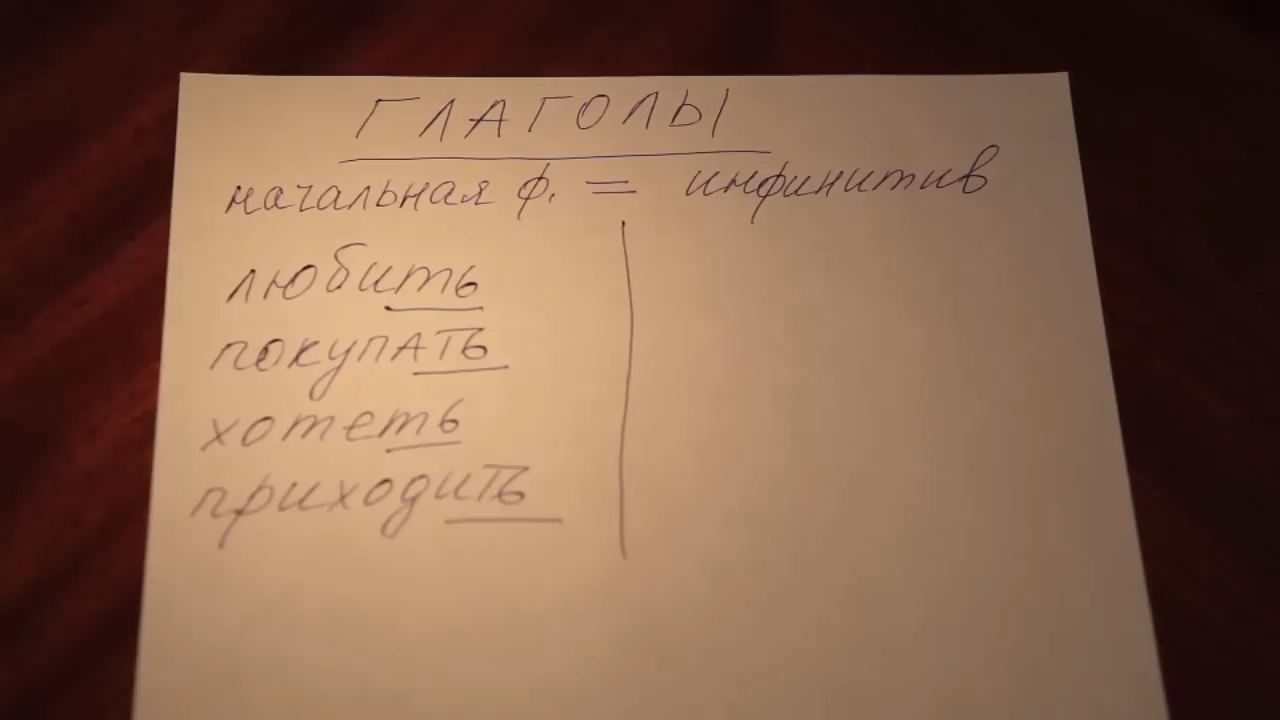 ГЛАГОЛЫ
начальная ф. = инфинитив
любить
покупать
хотеть
приходить